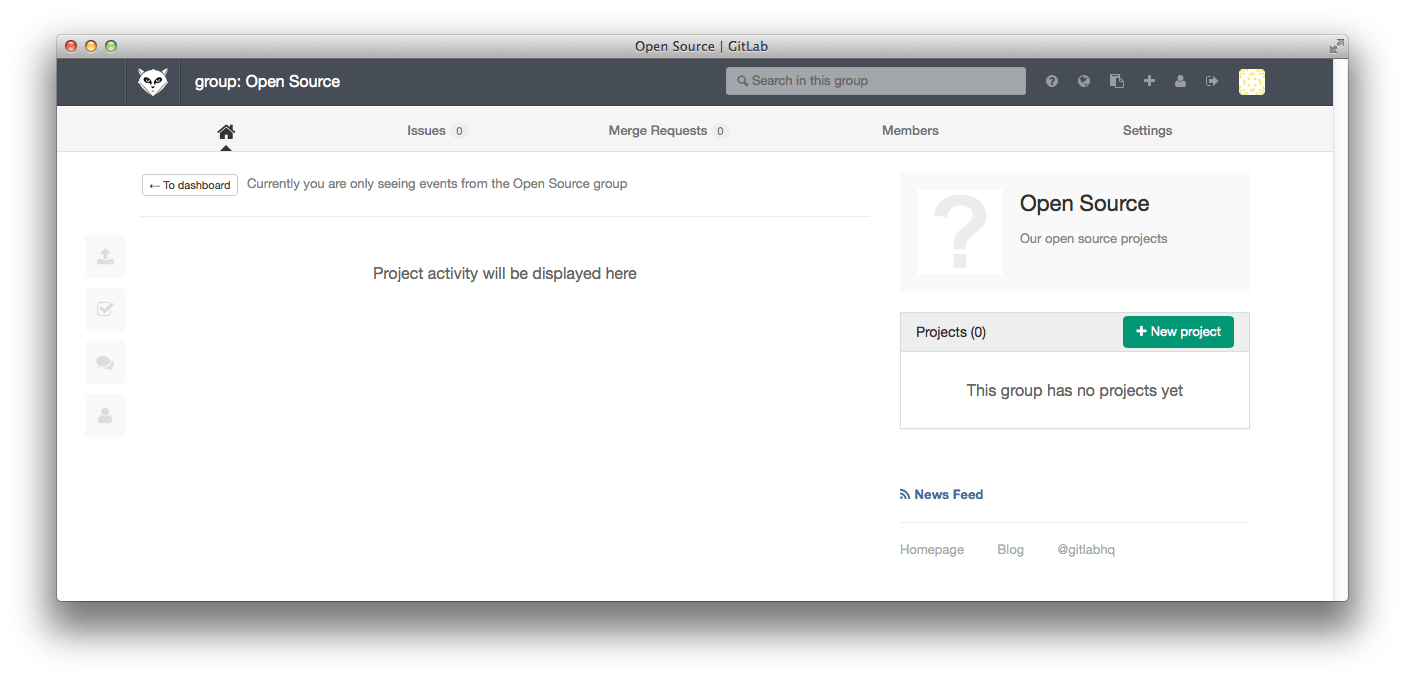 Open Source | GitLab
group: Open Source
Search in this group
Issues 0
Merge Requests 0
Members
Settings
← To dashboard
Currently you are only seeing events from the Open Source group
Project activity will be displayed here
?
Open Source
Our open source projects
Projects (0)
+ New project
This group has no projects yet
News Feed
Homepage
Blog
@gitlabhq